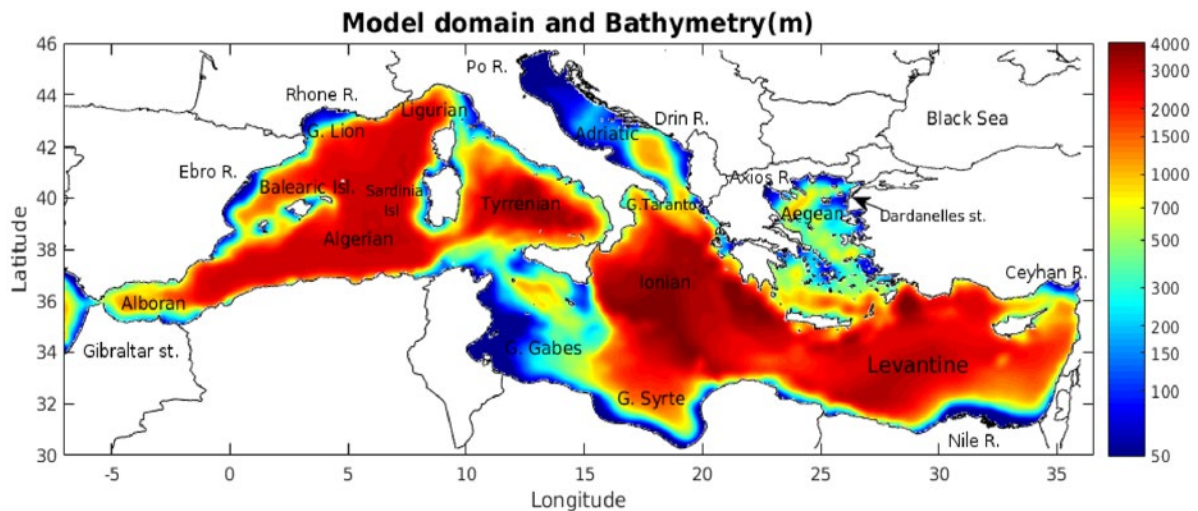 Model domain and Bathymetry(m)
46
44
42
40
38
36
34
32
30
Latitude
-5
0
5
10
15
20
25
30
35
Longitude
Po R.
Rhone R.
Ligurian
G. Lion
Adriatic
Drin R.
Black Sea
Ebro R.
Balearic Isl.
Sardinia
Isl
Tyrrenian
G.Taranto
Axios R.
Aegean
Dardanelles st.
Algerian
Ionian
Ceyhan R.
Alboran
Gibraltar st.
G. Gabes
G. Syrte
Levantine
Nile R.
4000
3000
2000
1500
1000
700
500
300
200
150
100
50